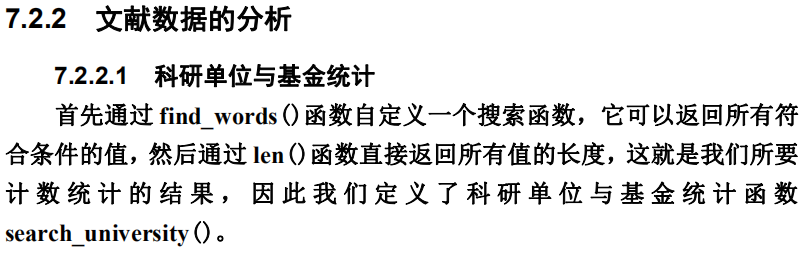 7.2.2 文献数据的分析
7.2.2.1 科研单位与基金统计
首先通过 find_words()函数自定义一个搜索函数，它可以返回所有符
合条件的值，然后通过 len()函数直接返回所有值的长度，这就是我们所要
计数统计的结果，因此我们定义了科研单位与基金统计函数
search_university()。